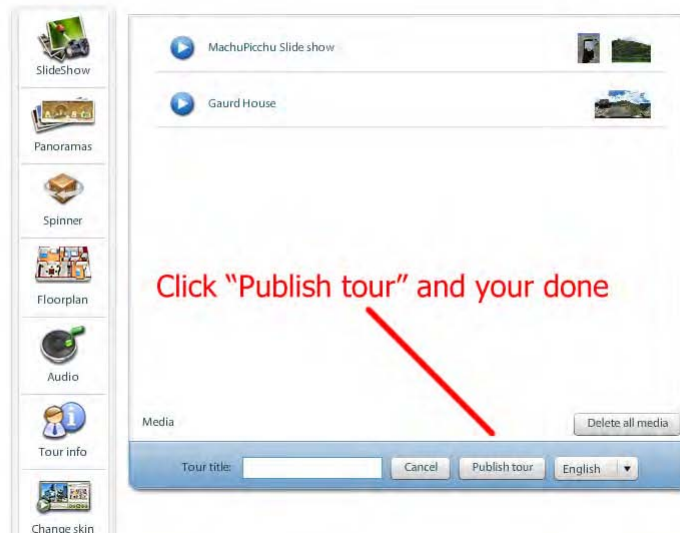 SlideShow
Panoramas
Spinner
Floorplan
Audio
Tour info
Change skin
MachuPicchu Slide show
Gaurd House
Click “Publish tour” and your done
Media
Delete all media
Tour title:
Cancel
Publish tour
English